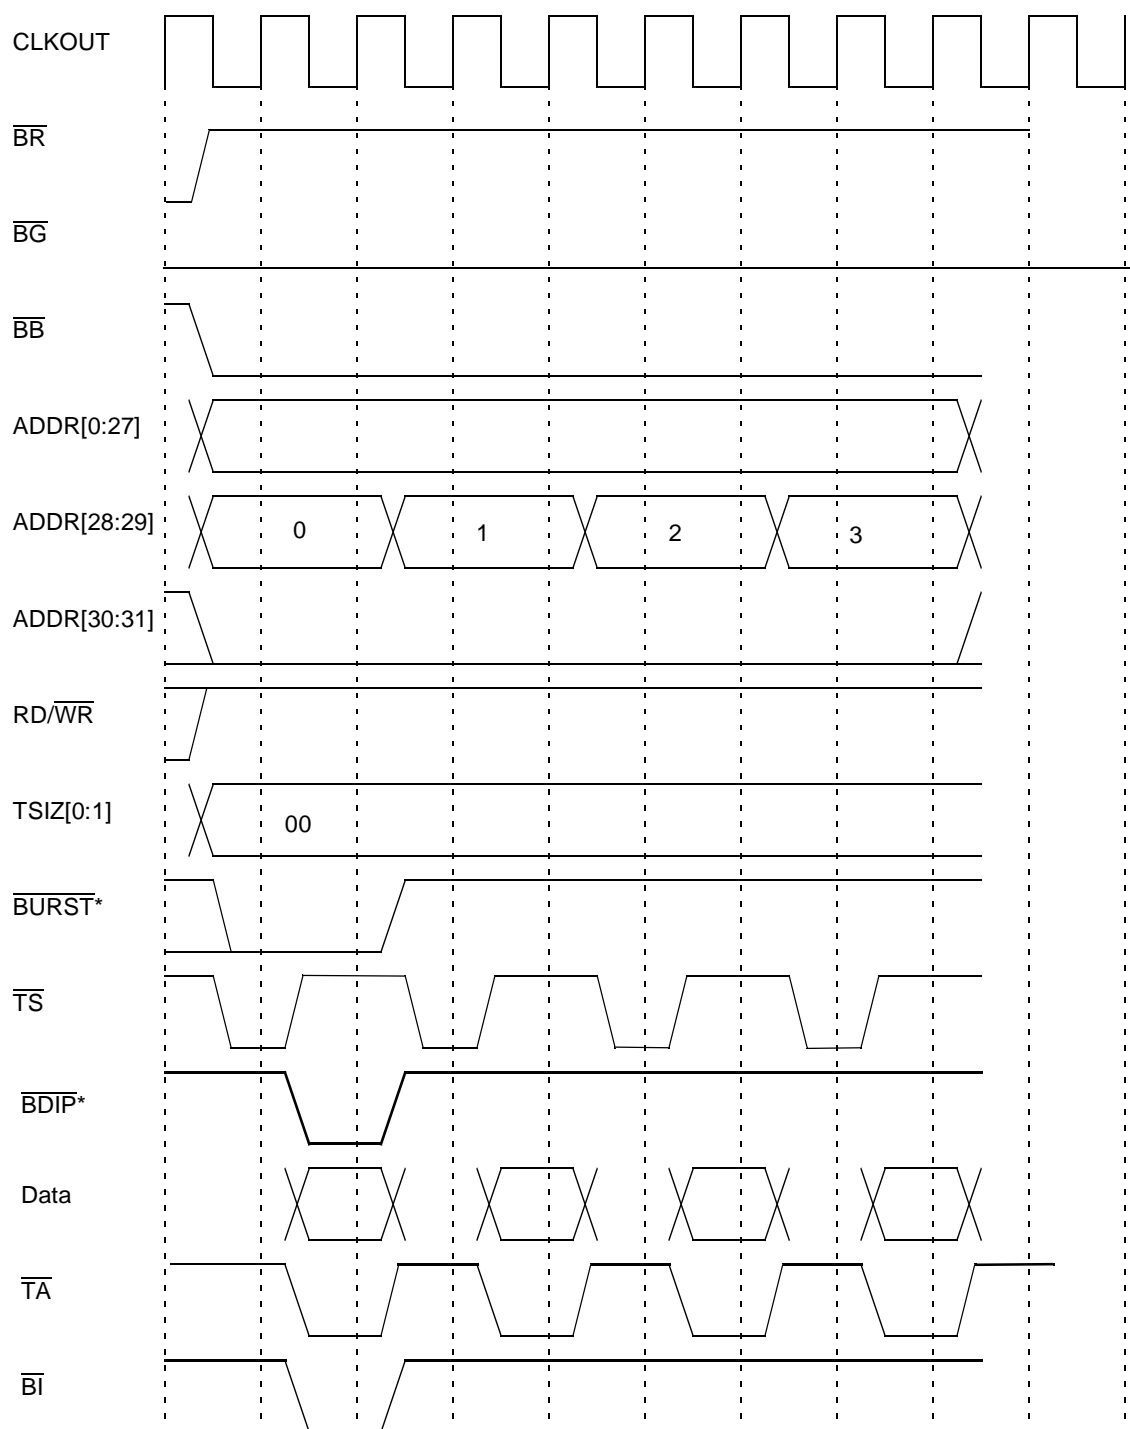 CLKOUT
BR
BG
BB
ADDR[0:27]
ADDR[28:29] 0 1 2 3
ADDR[30:31]
RD/WR
TSIZ[0:1] 00
BURST*
TS
BDIP*
Data
TA
BI